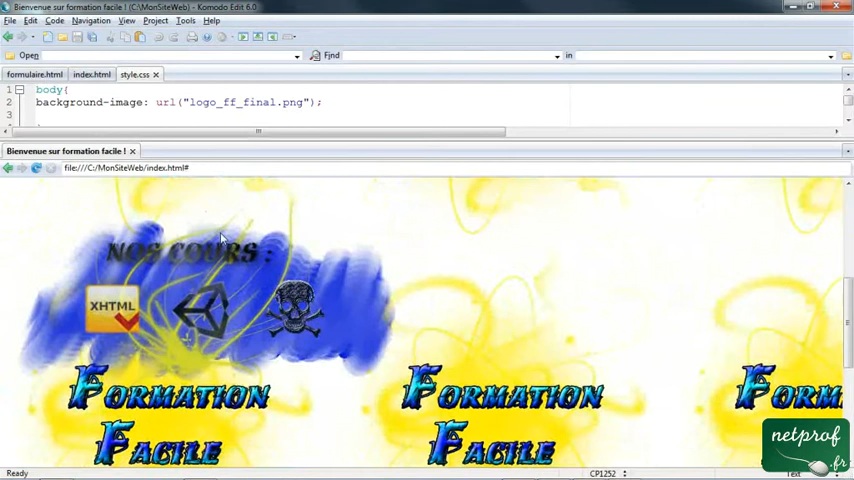 Bienvenue sur formation facile ! (C:\MonSiteWeb) - Komodo Edit 6.0
File Edit Code Navigation View Project Tools Help
Open Find in
formulaire.html index.html style.css
1 body{
2 background-image: url("logo_ff_final.png");
3
Bienvenue sur formation facile !
file:///C:/MonSiteWeb/index.html#
NOS COURS :
XHTML
FORMATION FORMATION FORM
FACILE FACILE
netprof
.fr
Ready CP1252 Text